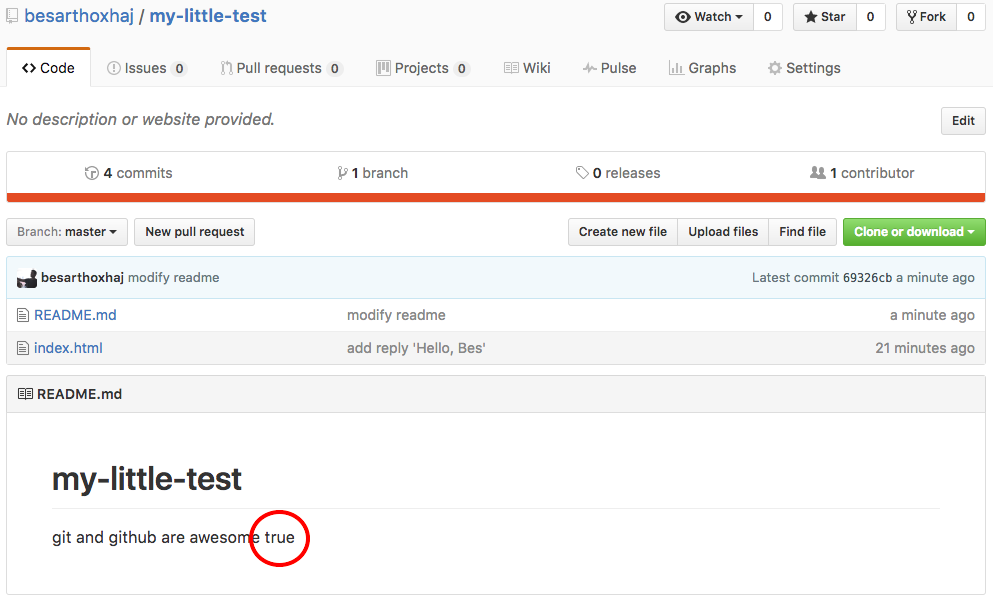 besarthoxhaj / my-little-test Watch 0 Star 0 Fork 0
Code Issues 0 Pull requests 0 Projects 0 Wiki Pulse Graphs Settings
No description or website provided. Edit
4 commits 1 branch 0 releases 1 contributor
Branch: master New pull request Create new file Upload files Find file Clone or download
besarthoxhaj modify readme Latest commit 69326cb a minute ago
README.md modify readme a minute ago
index.html add reply 'Hello, Bes' 21 minutes ago
README.md
my-little-test
git and github are awesome true